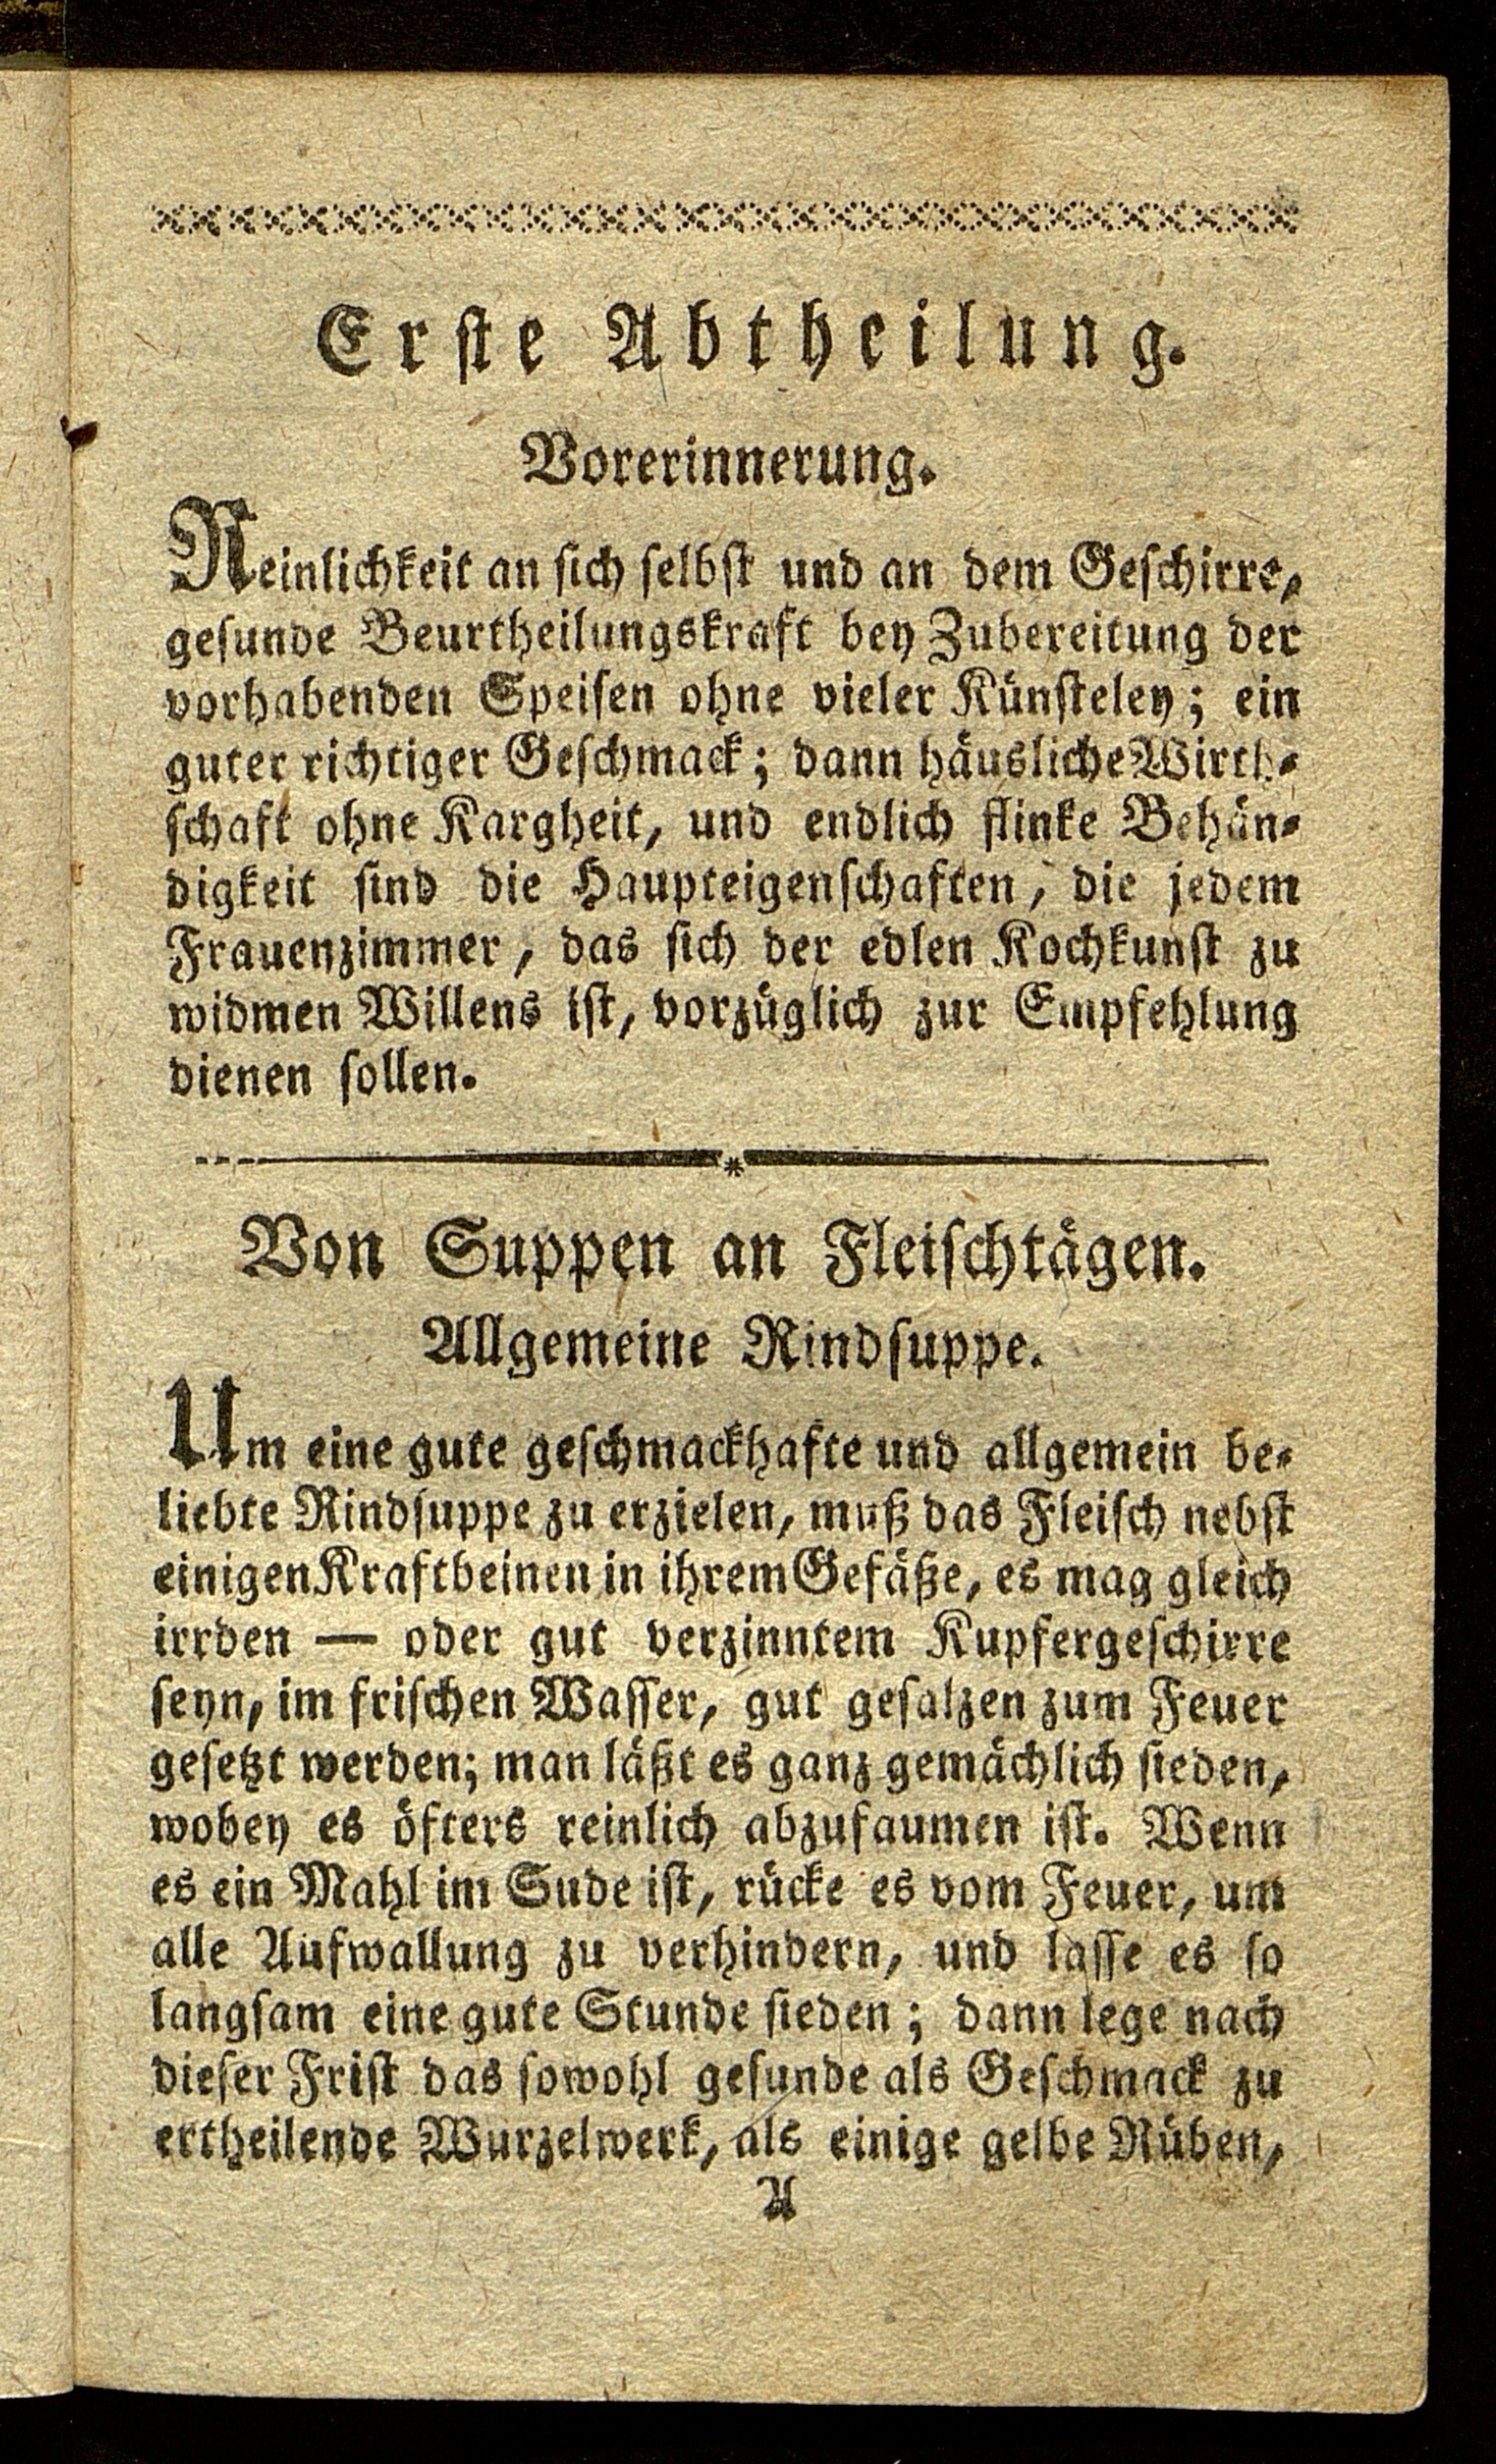 Erste Abtheilung.
Vorerinnerung.
Reinlichkeit an sich selbst und an dem Geschirre,
gesunde Beurtheilungskraft bey Zubereitung der
vorhabenden Speisen ohne vieler Künsteley; ein
guter richtiger Geschmack; dann häusliche Wirth-
schaft ohne Kargheit, und endlich flinke Behän-
digkeit sind die Haupteigenschaften, die jedem
Frauenzimmer, das sich der edlen Kochkunst zu
widmen Willens ist, vorzüglich zur Empfehlung
dienen sollen.
Von Suppen an Fleischtägen.
Allgemeine Rindsuppe.
Um eine gute geschmackhafte und allgemein be-
liebte Rindsuppe zu erzielen, muß das Fleisch nebst
einigen Kraftbeinen in ihrem Gefäße, es mag gleich
irrden — oder gut verzinntem Kupfergeschirre
seyn, im frischen Wasser, gut gesalzen zum Feuer
gesetzt werden; man läßt es ganz gemächlich sieden,
wobey es öfters reinlich abzufaumen ist. Wenn
es ein Mahl im Sude ist, rücke es vom Feuer, um
alle Aufwallung zu verhindern, und lasse es so
langsam eine gute Stunde sieden; dann lege nach
dieser Frist das sowohl gesunde als Geschmack zu
ertheilende Wurzelwerk, als einige gelbe Rüben,
A